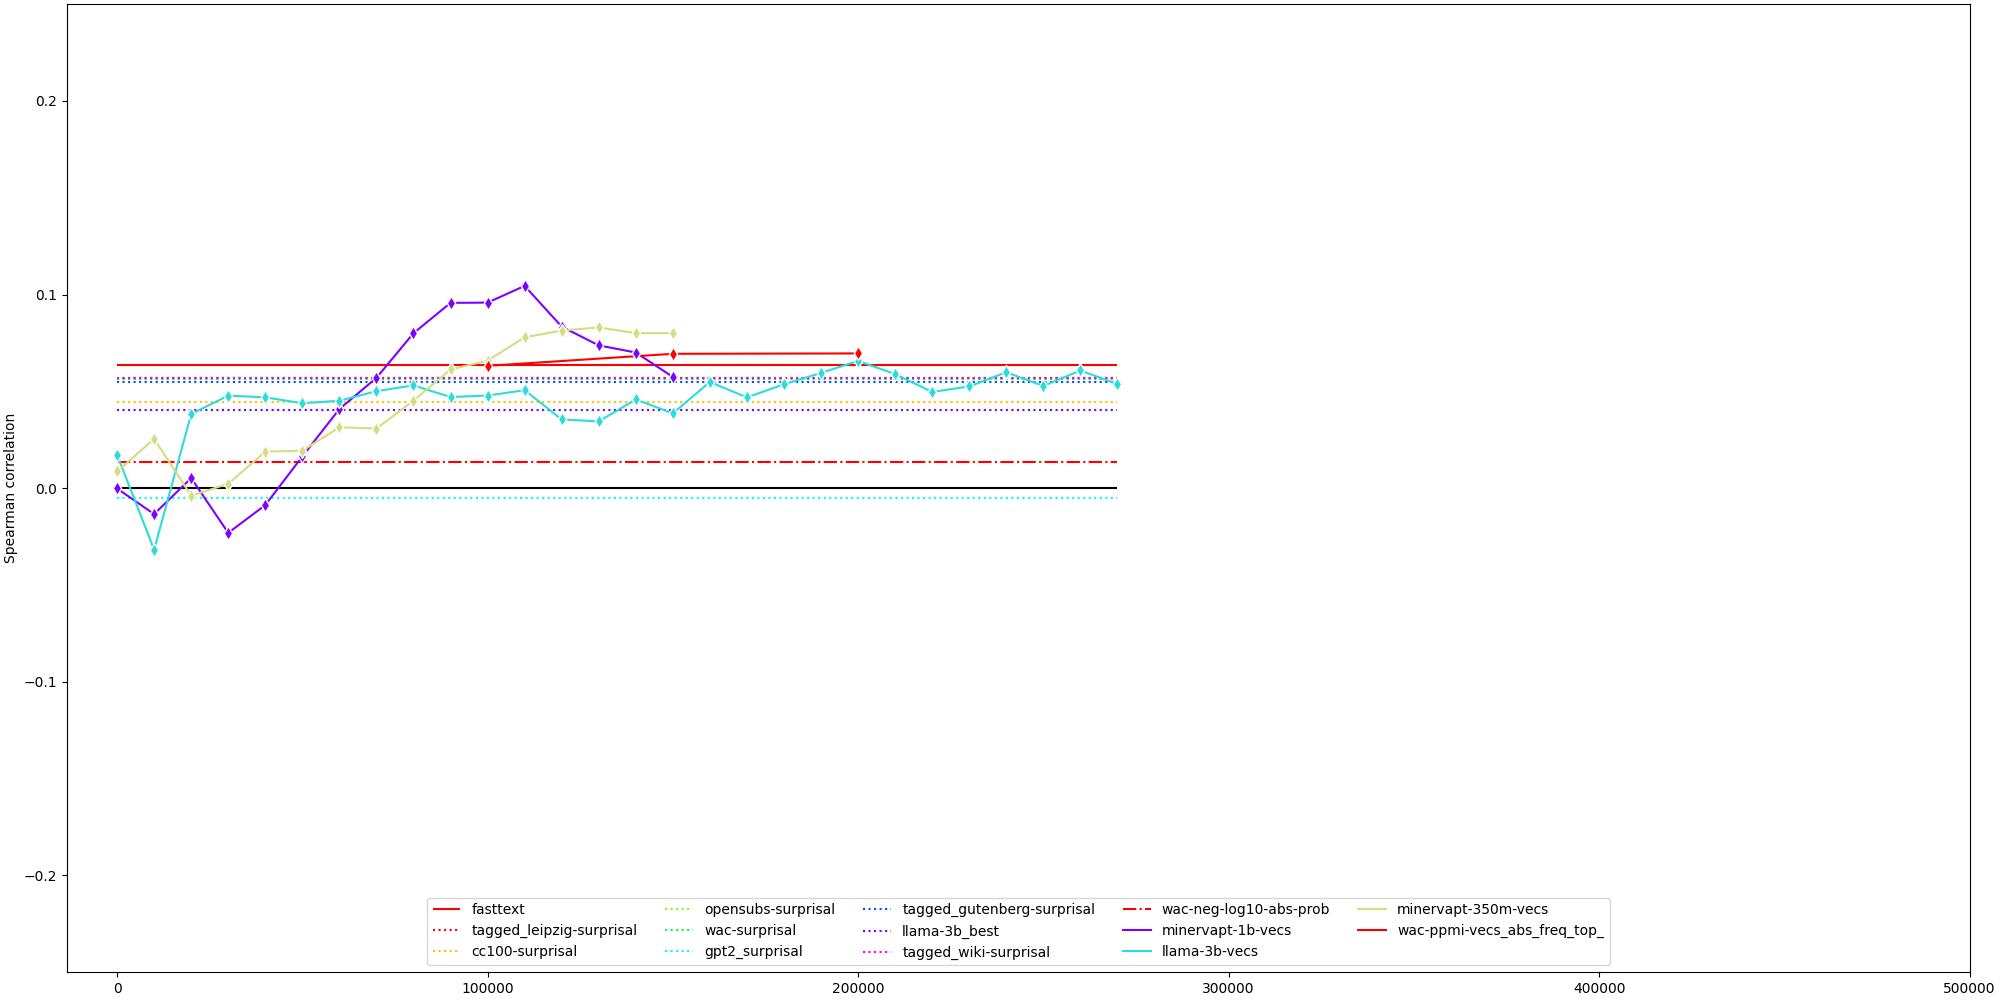 0.2
0.1
0.0
−0.1
−0.2
Spearman correlation
fasttext
tagged_leipzig-surprisal
cc100-surprisal
opensubs-surprisal
wac-surprisal
gpt2_surprisal
tagged_gutenberg-surprisal
llama-3b_best
tagged_wiki-surprisal
wac-neg-log10-abs-prob
minervapt-1b-vecs
llama-3b-vecs
minervapt-350m-vecs
wac-ppmi-vecs_abs_freq_top_
0 100000 200000 300000 400000 500000